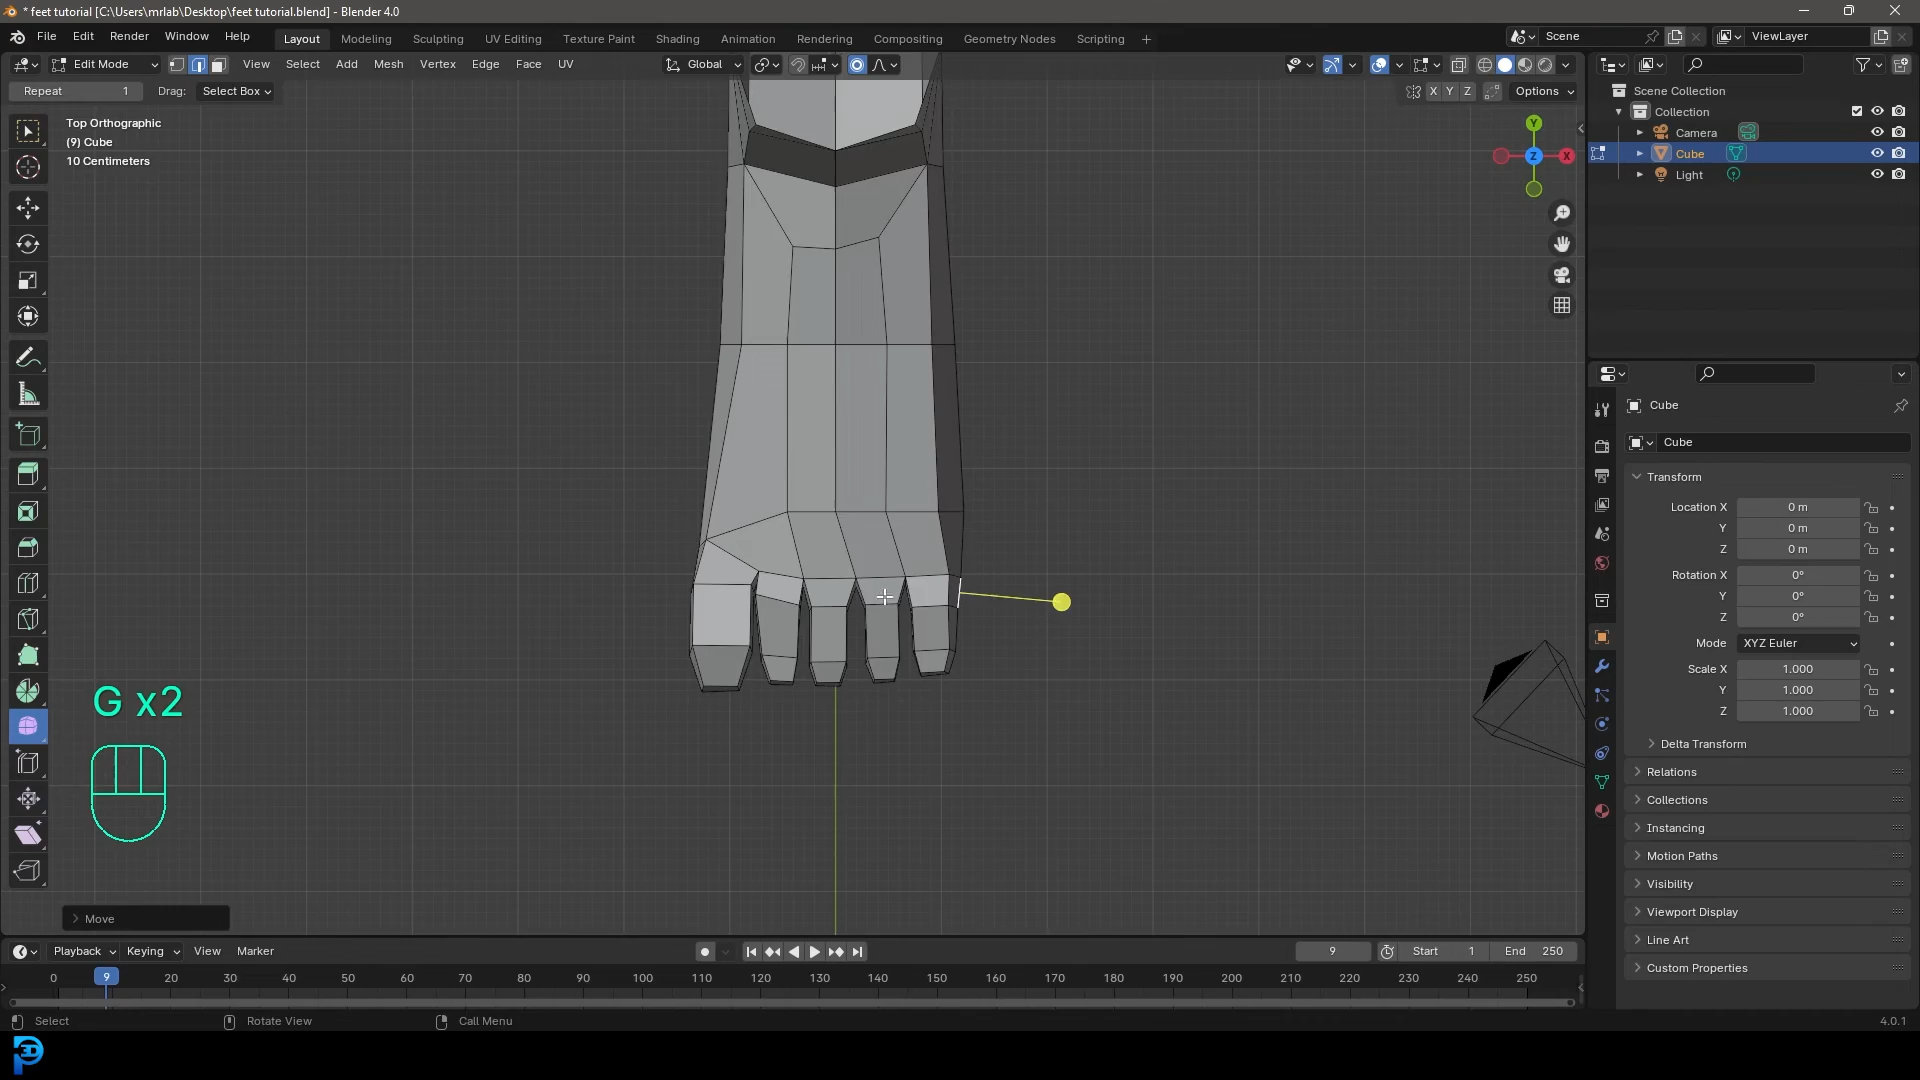 * feet tutorial [C:\Users\mrlab\Desktop\feet tutorial.blend] - Blender 4.0
File Edit Render Window Help Layout Modeling Sculpting UV Editing Texture Paint Shading Animation Rendering Compositing Geometry Nodes Scripting + Scene ViewLayer
Edit Mode View Select Add Mesh Vertex Edge Face UV Global
Repeat 1 Drag: Select Box X Y Z Options
Top Orthographic
(9) Cube
10 Centimeters
Y
Z X
G x2
Move
Scene Collection
Collection
Camera
Cube
Light
Cube
Cube
Transform
Location X 0 m
Y 0 m
Z 0 m
Rotation X 0°
Y 0°
Z 0°
Mode XYZ Euler
Scale X 1.000
Y 1.000
Z 1.000
Delta Transform
Relations
Collections
Instancing
Motion Paths
Visibility
Viewport Display
Line Art
Custom Properties
Playback Keying View Marker 9 Start 1 End 250
0 9 20 30 40 50 60 70 80 90 100 110 120 130 140 150 160 170 180 190 200 210 220 230 240 250
Select Rotate View Call Menu 4.0.1
3D